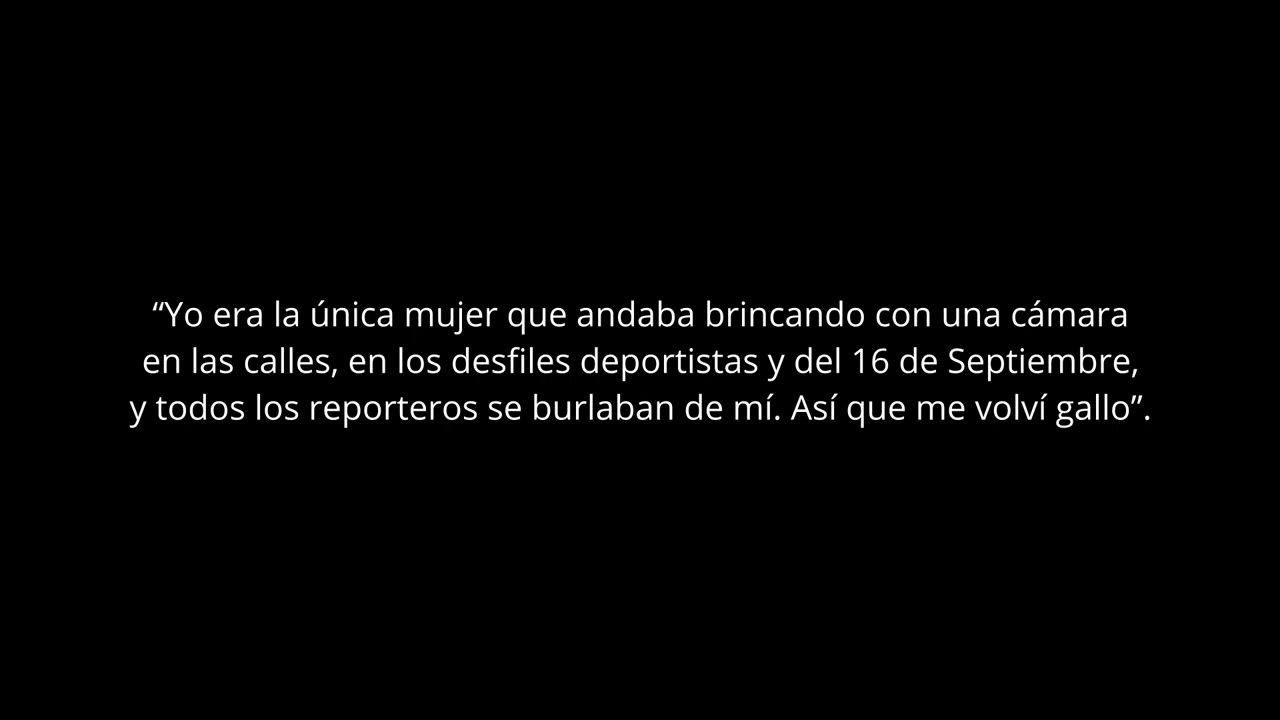 “Yo era la única mujer que andaba brincando con una cámara
en las calles, en los desfiles deportistas y del 16 de Septiembre,
y todos los reporteros se burlaban de mí. Así que me volví gallo”.